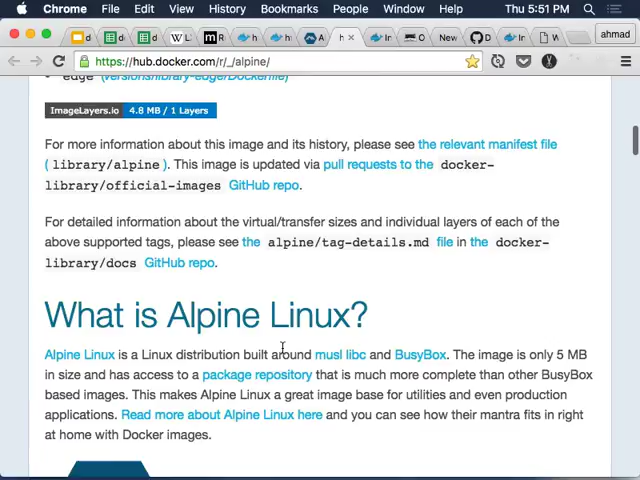 Chrome File Edit View History Bookmarks People Window Help Thu 5:51 PM
ahmad
https://hub.docker.com/r/_/alpine/
edge (versions/library-edge/Dockerfile)
ImageLayers.io 4.8 MB / 1 Layers
For more information about this image and its history, please see the relevant manifest file
( library/alpine ). This image is updated via pull requests to the docker-
library/official-images GitHub repo.
For detailed information about the virtual/transfer sizes and individual layers of each of the
above supported tags, please see the alpine/tag-details.md file in the docker-
library/docs GitHub repo.
What is Alpine Linux?
Alpine Linux is a Linux distribution built around musl libc and BusyBox. The image is only 5 MB
in size and has access to a package repository that is much more complete than other BusyBox
based images. This makes Alpine Linux a great image base for utilities and even production
applications. Read more about Alpine Linux here and you can see how their mantra fits in right
at home with Docker images.